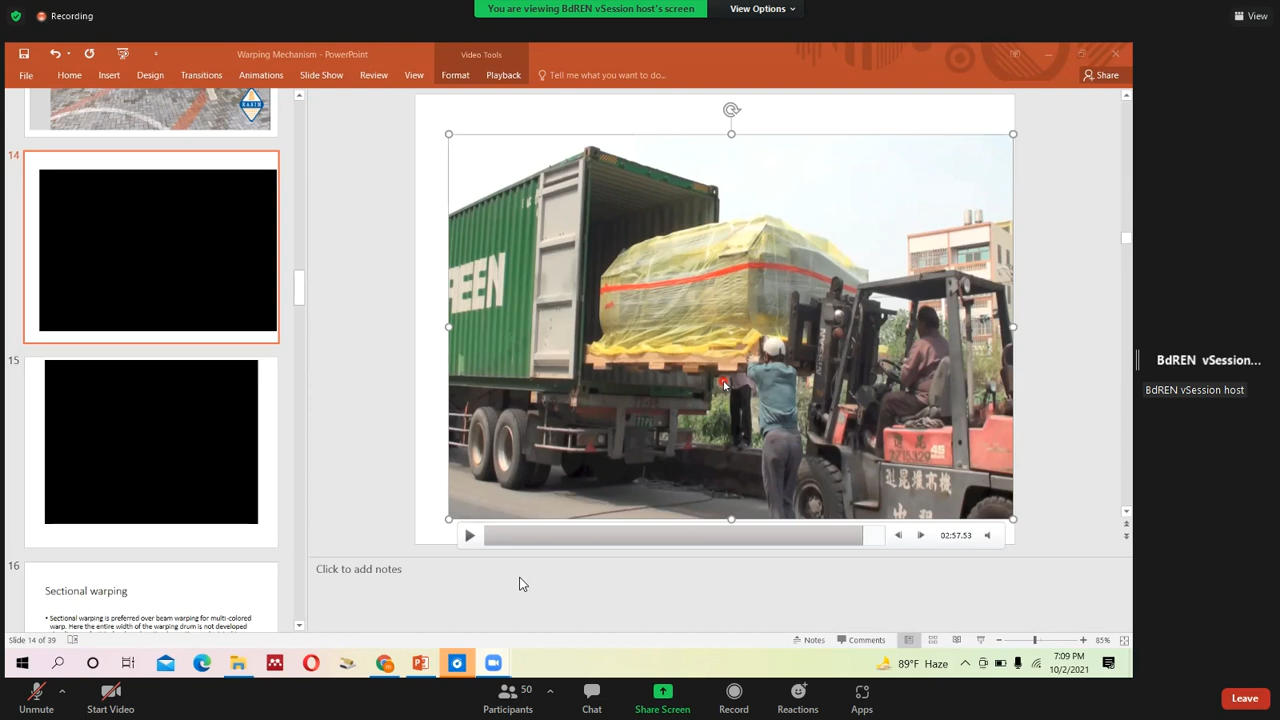 Recording
You are viewing BdREN vSession host's screen
View Options
View
Warping Mechanism - PowerPoint
Video Tools
File Home Insert Design Transitions Animations Slide Show Review View Format Playback Tell me what you want to do... Share
14
15
16
Sectional warping
• Sectional warping is preferred over beam warping for multi-colored
warp. Here the entire width of the warping drum is not developed
REEN
02:57.53
Click to add notes
BdREN vSession...
BdREN vSession host
Slide 14 of 39
Notes Comments 85%
89°F Haze
7:09 PM
10/2/2021
Unmute Start Video Participants 50 Chat Share Screen Record Reactions Apps Leave